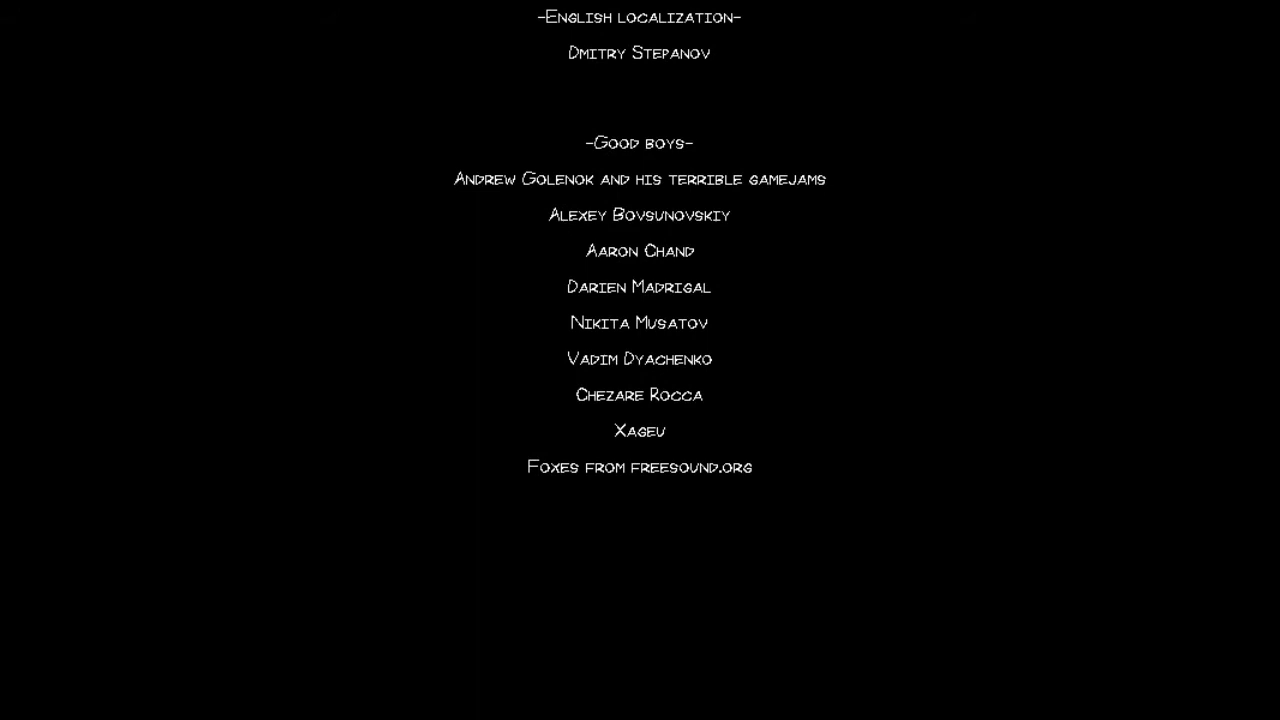 -English localization-
Dmitry Stepanov
-Good boys-
Andrew Golenok and his terrible gamejams
Alexey Bovsunovskiy
Aaron Chand
Darien Madrigal
Nikita Musatov
Vadim Dyachenko
Chezare Rocca
Xageu
Foxes from freesound.org